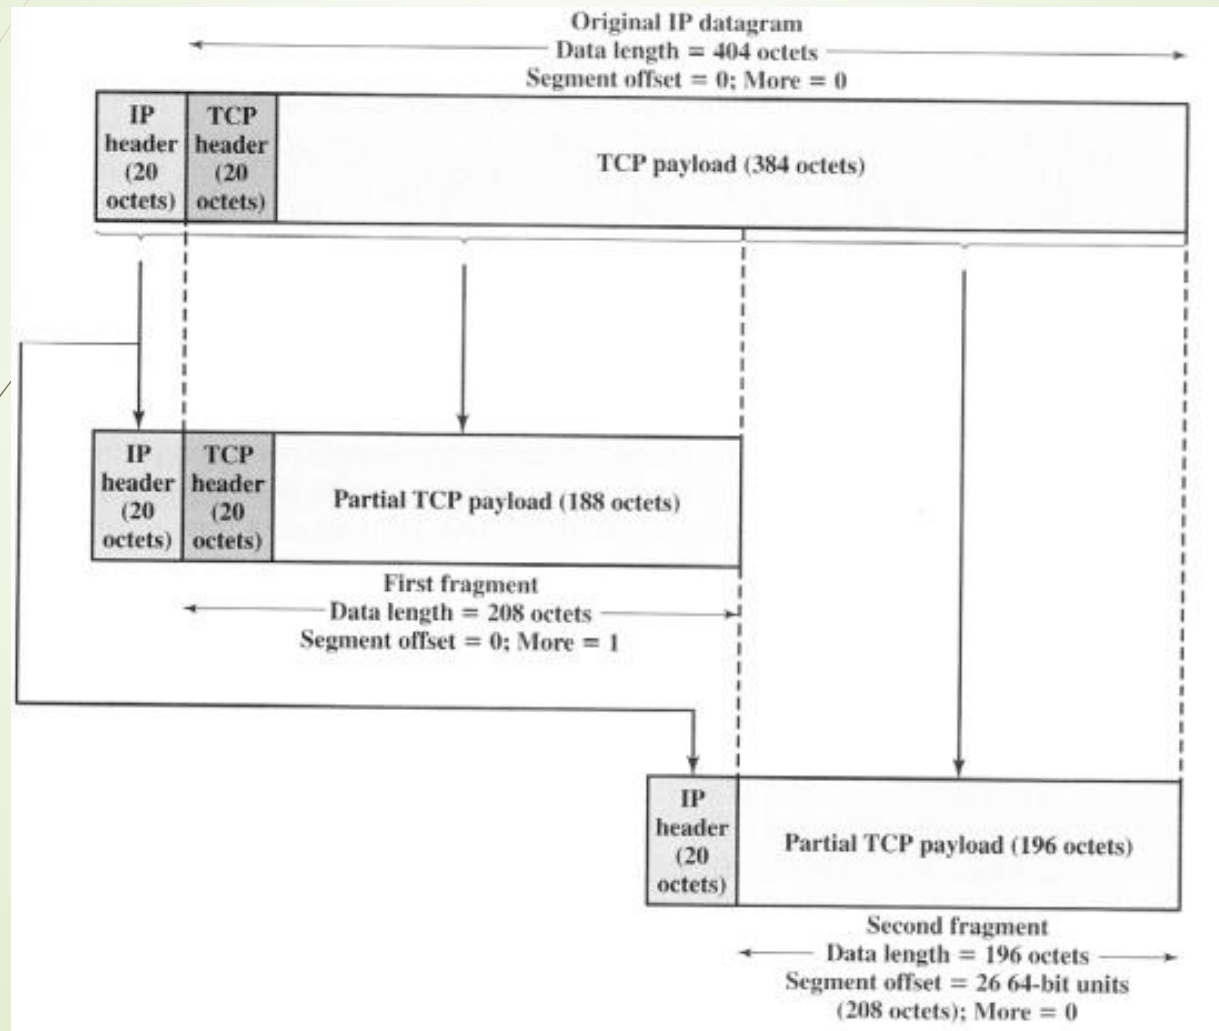 Original IP datagram
Data length = 404 octets
Segment offset = 0; More = 0
IP
header
(20
octets)
TCP
header
(20
octets)
TCP payload (384 octets)
IP
header
(20
octets)
TCP
header
(20
octets)
Partial TCP payload (188 octets)
First fragment
Data length = 208 octets
Segment offset = 0; More = 1
IP
header
(20
octets)
Partial TCP payload (196 octets)
Second fragment
Data length = 196 octets
Segment offset = 26 64-bit units
(208 octets); More = 0